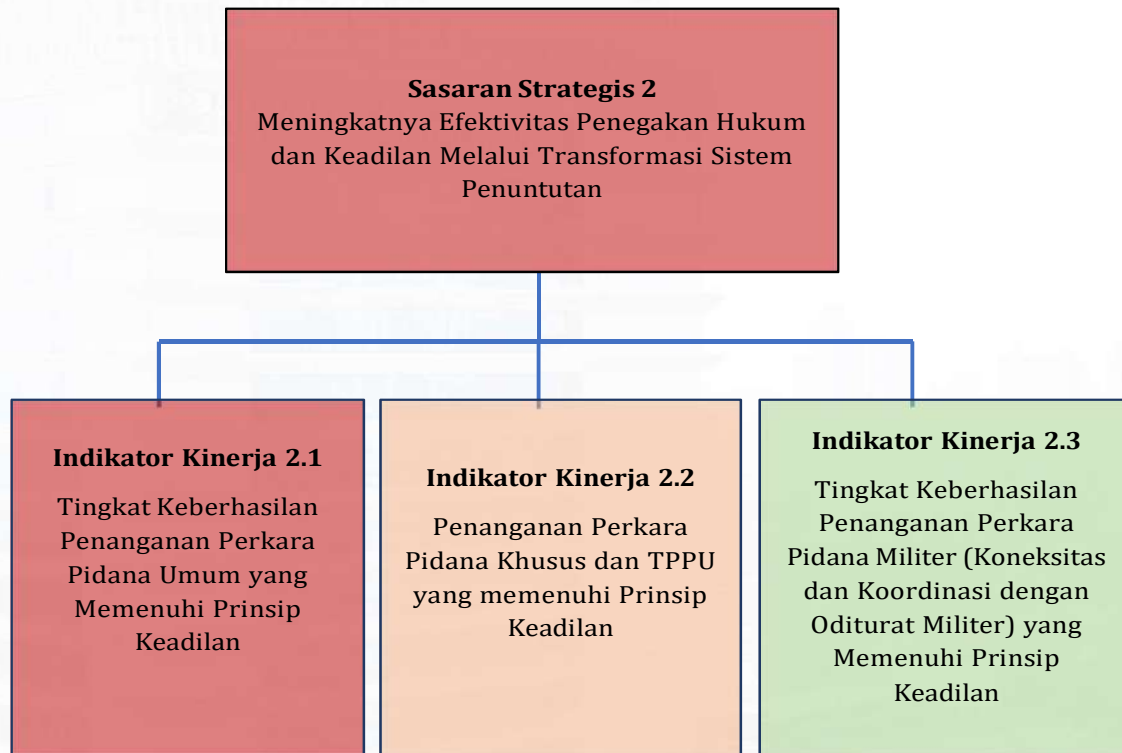 Sasaran Strategis 2
Meningkatnya Efektivitas Penegakan Hukum
dan Keadilan Melalui Transformasi Sistem
Penuntutan
Indikator Kinerja 2.1
Tingkat Keberhasilan
Penanganan Perkara
Pidana Umum yang
Memenuhi Prinsip
Keadilan
Indikator Kinerja 2.2
Penanganan Perkara
Pidana Khusus dan TPPU
yang memenuhi Prinsip
Keadilan
Indikator Kinerja 2.3
Tingkat Keberhasilan
Penanganan Perkara
Pidana Militer (Koneksitas
dan Koordinasi dengan
Oditurat Militer) yang
Memenuhi Prinsip
Keadilan